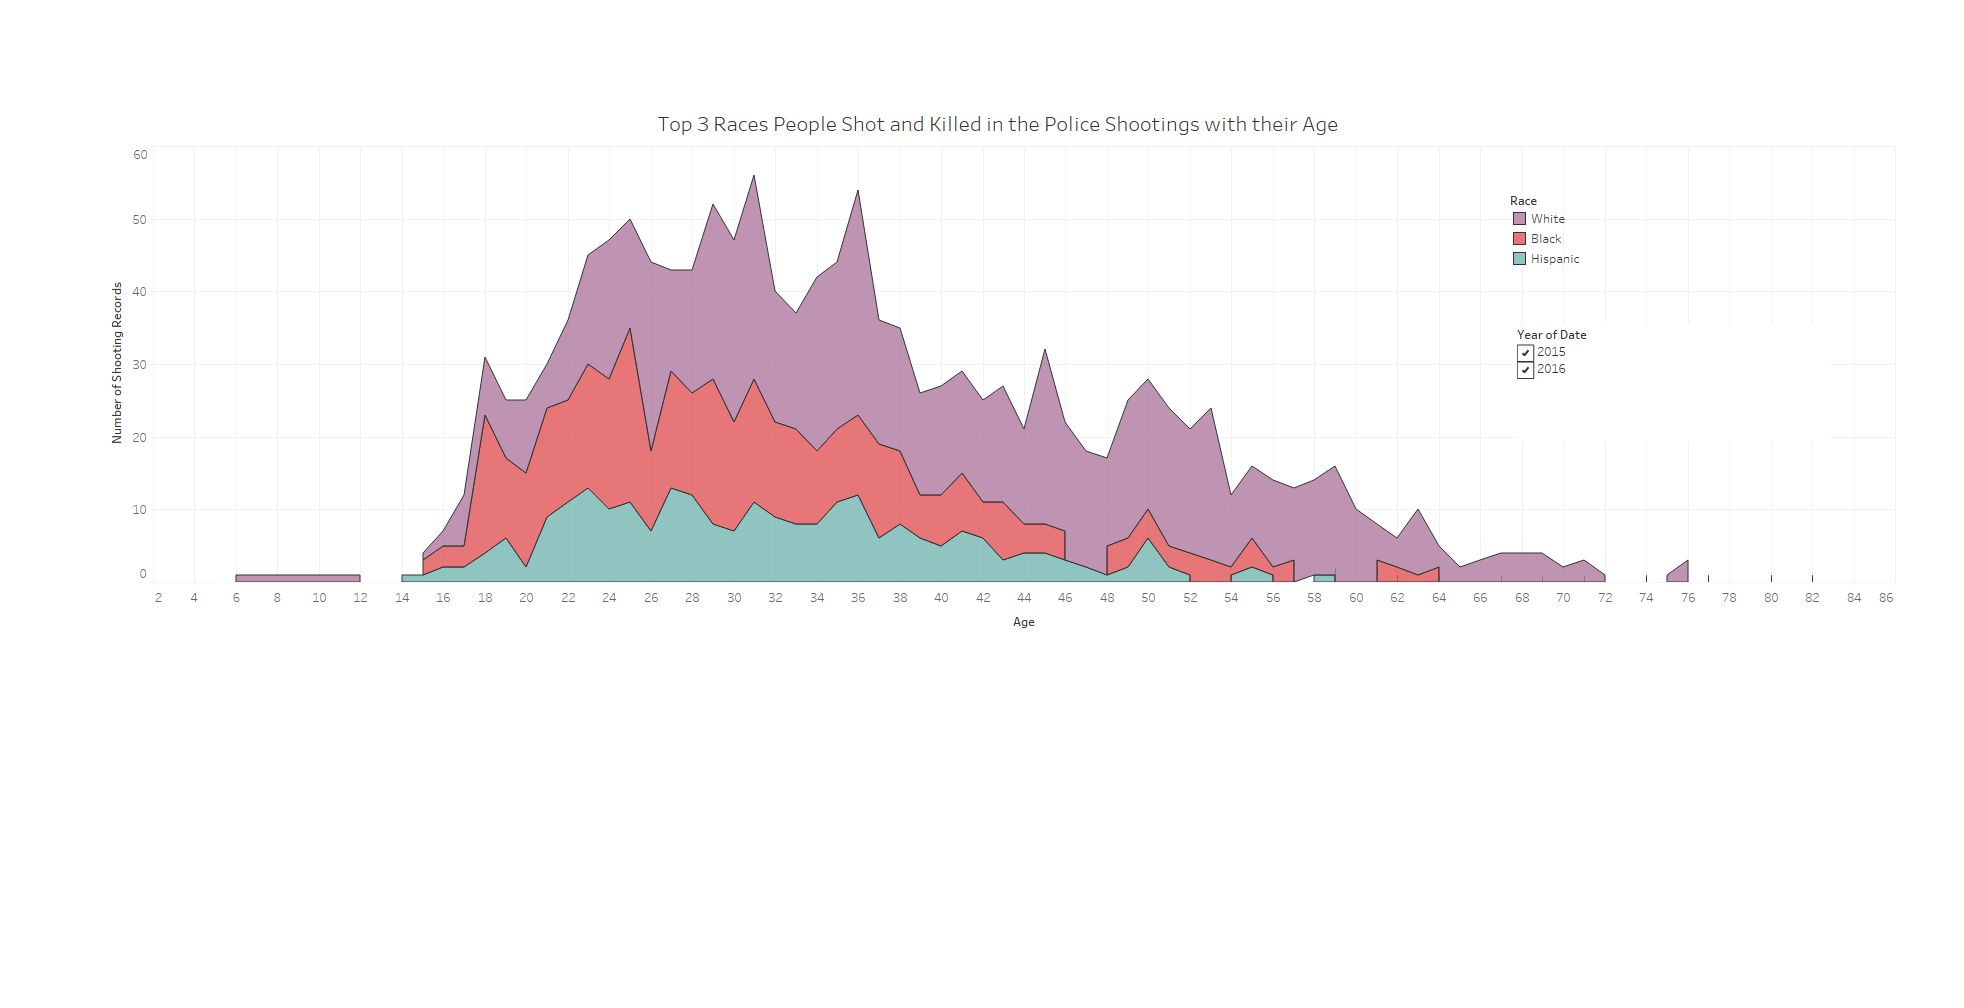 Top 3 Races People Shot and Killed in the Police Shootings with their Age
60
50
40
30
20
10
0
Number of Shooting Records
Race
White
Black
Hispanic
Year of Date
2015
2016
2 4 6 8 10 12 14 16 18 20 22 24 26 28 30 32 34 36 38 40 42 44 46 48 50 52 54 56 58 60 62 64 66 68 70 72 74 76 78 80 82 84 86
Age